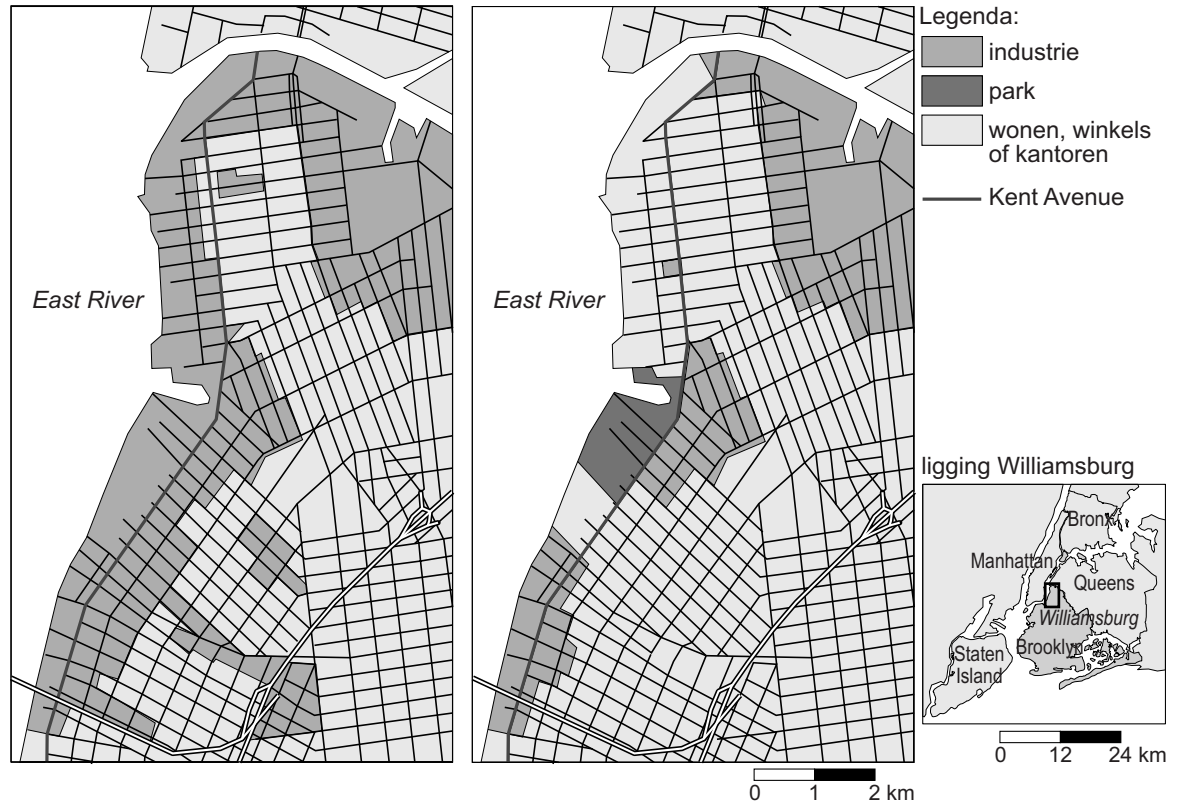 Legenda:
industrie
park
wonen, winkels
of kantoren
Kent Avenue
East River
East River
ligging Williamsburg
Bronx
Manhattan
Queens
Williamsburg
Brooklyn
Staten
Island
0 12 24 km
0 1 2 km